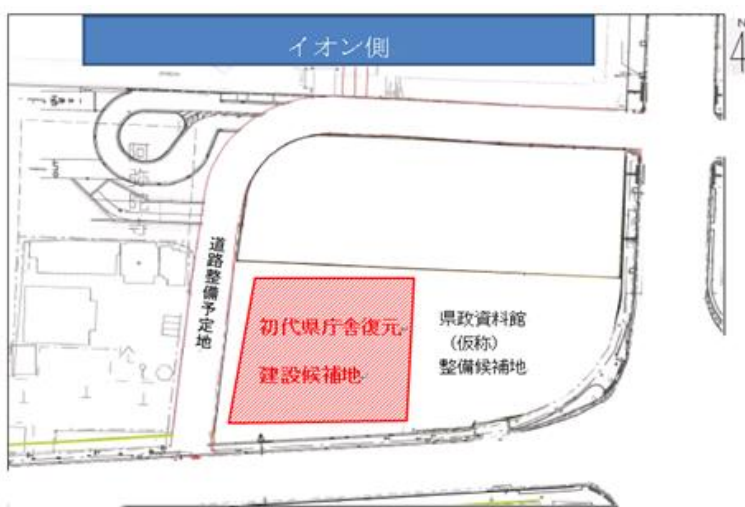 イオン側
N
道路整備予定地
初代県庁舎復元
建設候補地
県政資料館
（仮称）
整備候補地